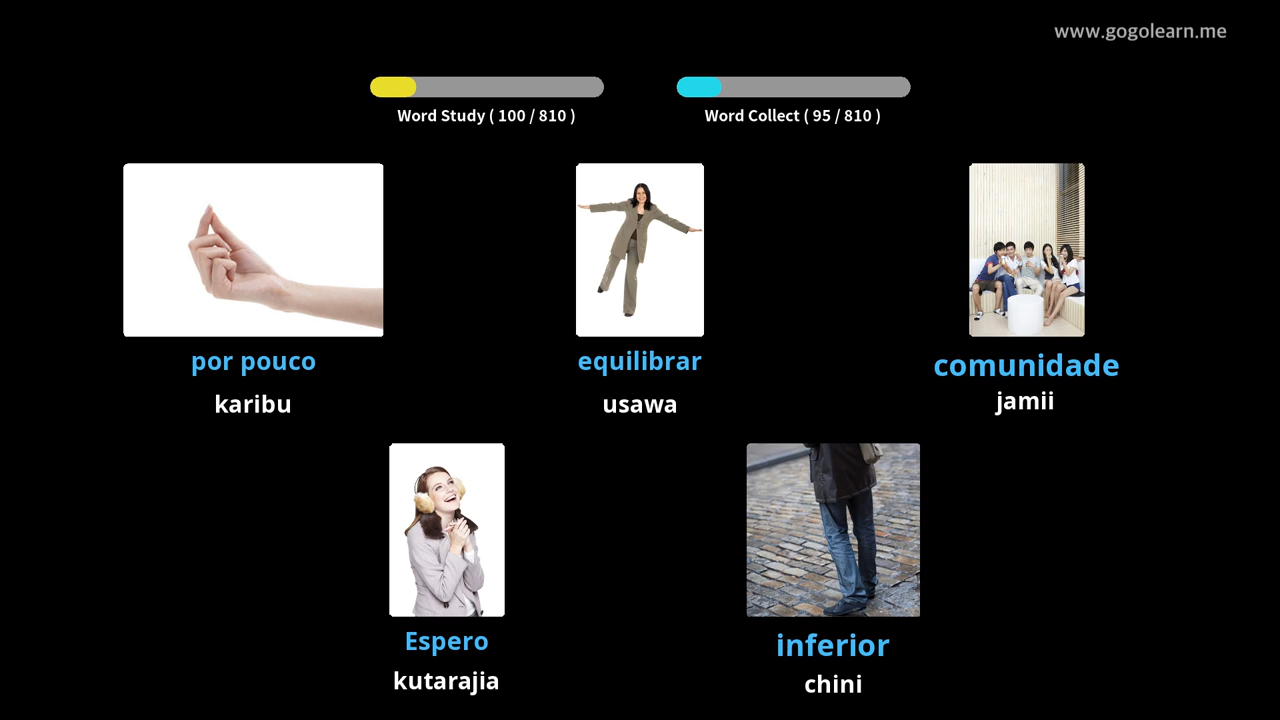 www.gogolearn.me
Word Study ( 100 / 810 )
Word Collect ( 95 / 810 )
por pouco
karibu
equilibrar
usawa
comunidade
jamii
Espero
kutarajia
inferior
chini